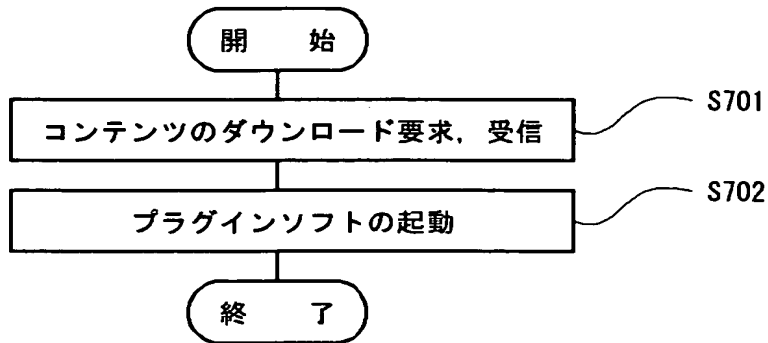 開 始
コンテンツのダウンロード要求，受信
S701
プラグインソフトの起動
S702
終 了